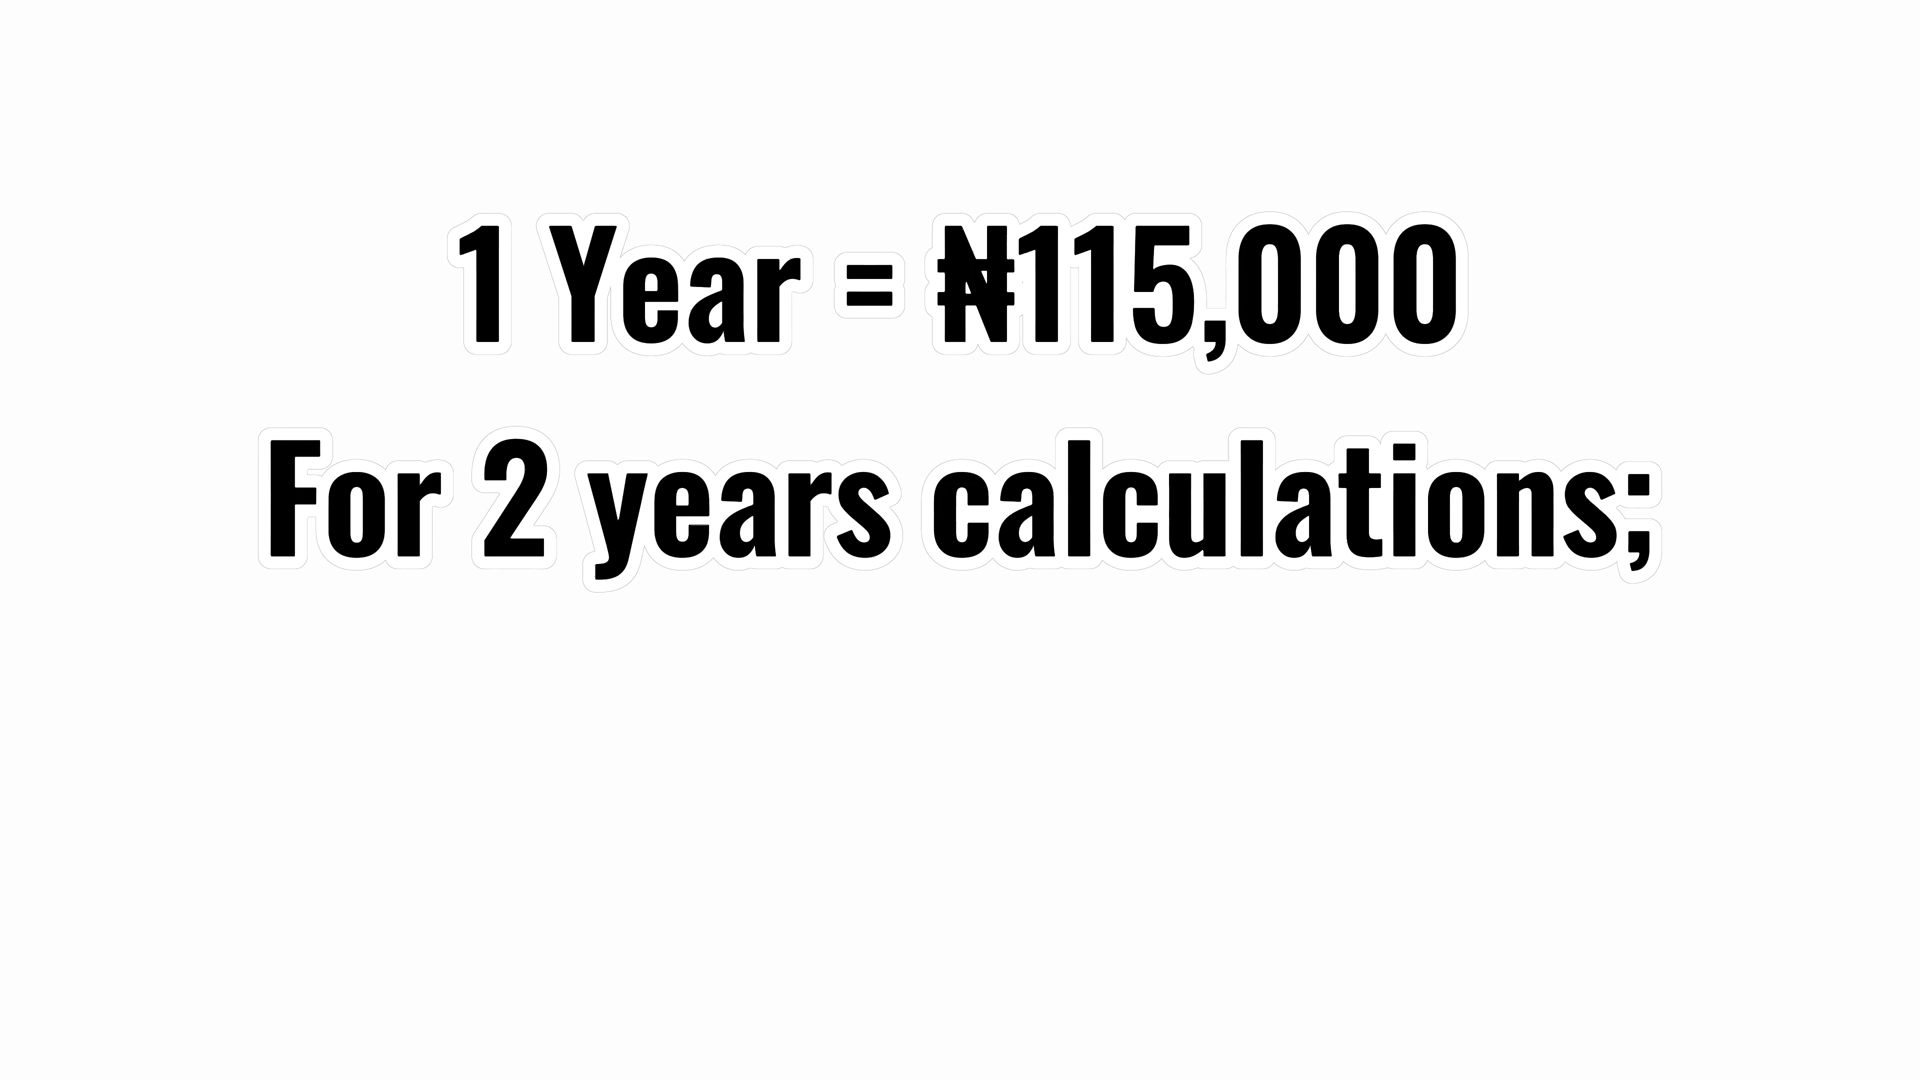 1 Year = ₦115,000
For 2 years calculations;